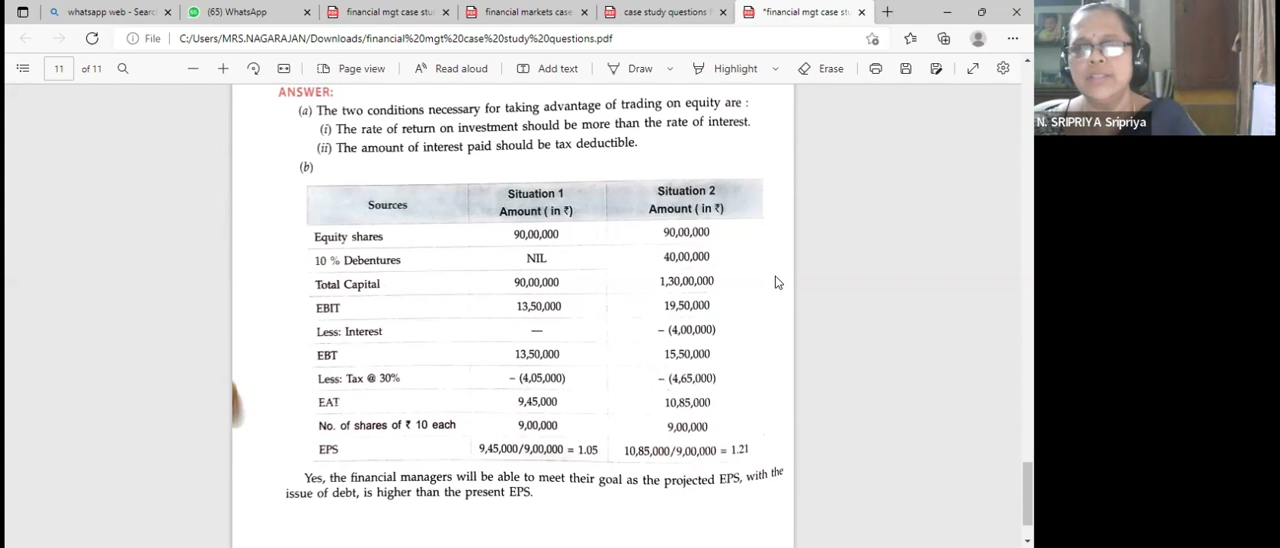 whatsapp web - Searc
(65) WhatsApp
financial mgt case stu
financial markets case
case study questions f
*financial mgt case stu
File
C:/Users/MRS.NAGARAJAN/Downloads/financial%20mgt%20case%20study%20questions.pdf
11 of 11
Page view
Read aloud
Add text
Draw
Highlight
Erase
N. SRIPRIYA Sripriya
ANSWER:
(a) The two conditions necessary for taking advantage of trading on equity are :
(i) The rate of return on investment should be more than the rate of interest.
(ii) The amount of interest paid should be tax deductible.
(b)
Sources Situation 1 Amount ( in ₹) Situation 2 Amount ( in ₹)
Equity shares 90,00,000 90,00,000
10 % Debentures NIL 40,00,000
Total Capital 90,00,000 1,30,00,000
EBIT 13,50,000 19,50,000
Less: Interest — – (4,00,000)
EBT 13,50,000 15,50,000
Less: Tax @ 30% – (4,05,000) – (4,65,000)
EAT 9,45,000 10,85,000
No. of shares of ₹ 10 each 9,00,000 9,00,000
EPS 9,45,000/9,00,000 = 1.05 10,85,000/9,00,000 = 1.21
Yes, the financial managers will be able to meet their goal as the projected EPS, with the
issue of debt, is higher than the present EPS.